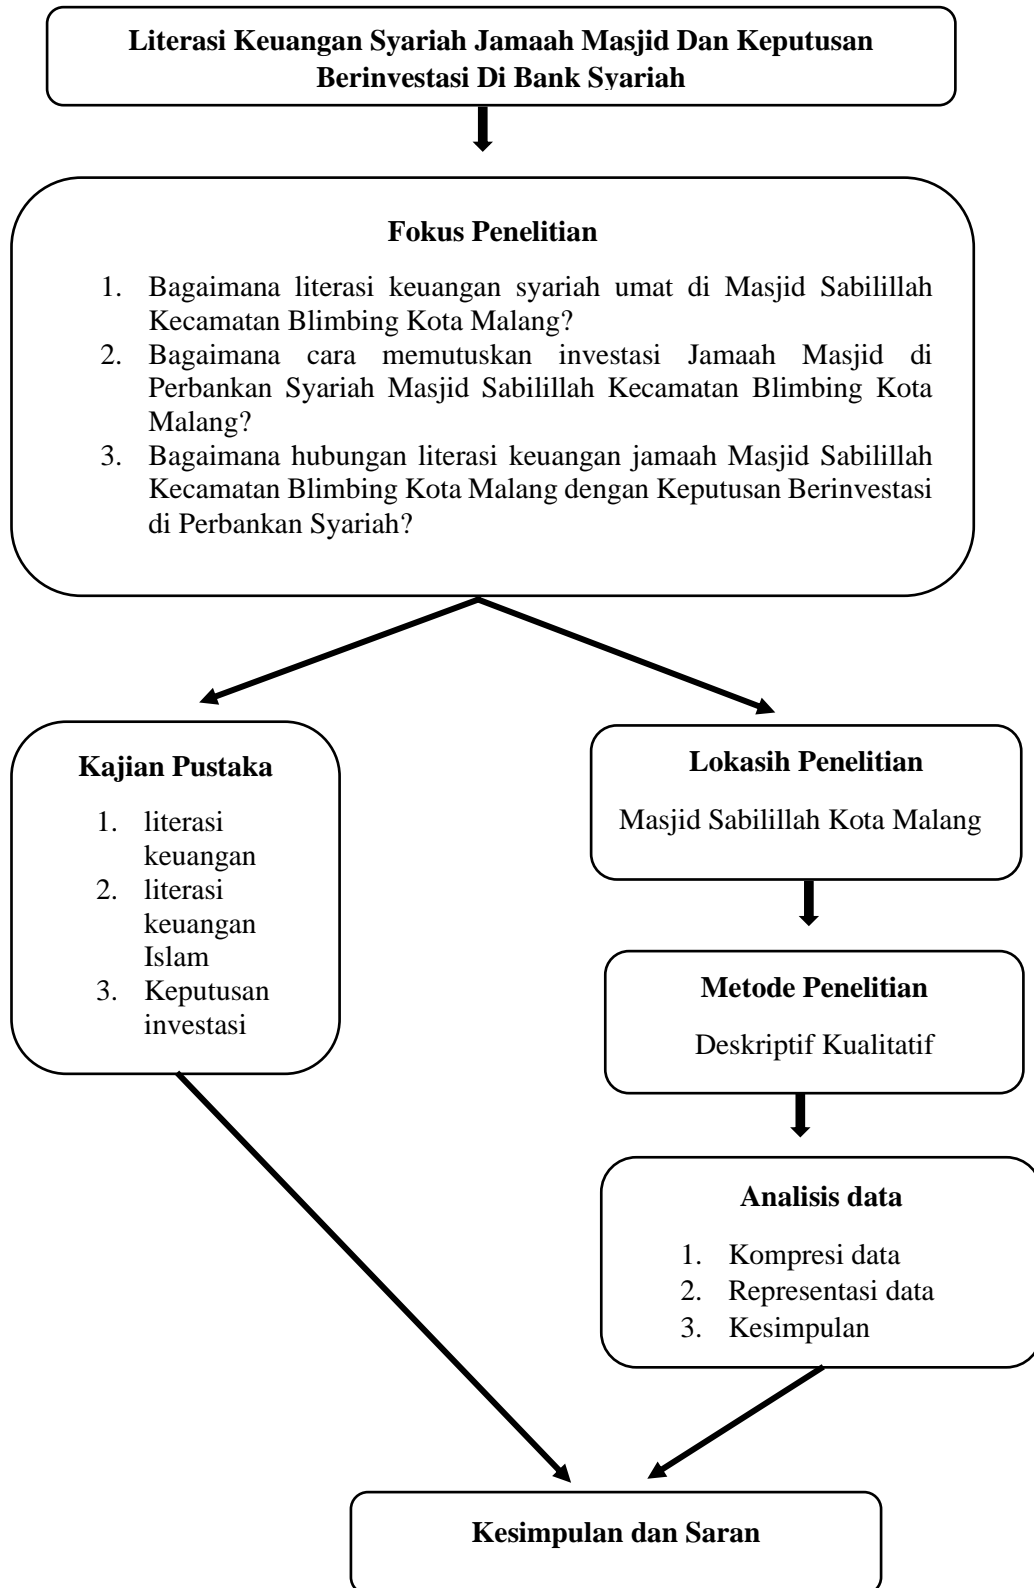 Literasi Keuangan Syariah Jamaah Masjid Dan Keputusan
Berinvestasi Di Bank Syariah
Fokus Penelitian
1. Bagaimana literasi keuangan syariah umat di Masjid Sabilillah
Kecamatan Blimbing Kota Malang?
2. Bagaimana cara memutuskan investasi Jamaah Masjid di
Perbankan Syariah Masjid Sabilillah Kecamatan Blimbing Kota
Malang?
3. Bagaimana hubungan literasi keuangan jamaah Masjid Sabilillah
Kecamatan Blimbing Kota Malang dengan Keputusan Berinvestasi
di Perbankan Syariah?
Kajian Pustaka
1. literasi
keuangan
2. literasi
keuangan
Islam
3. Keputusan
investasi
Lokasih Penelitian
Masjid Sabilillah Kota Malang
Metode Penelitian
Deskriptif Kualitatif
Analisis data
1. Kompresi data
2. Representasi data
3. Kesimpulan
Kesimpulan dan Saran